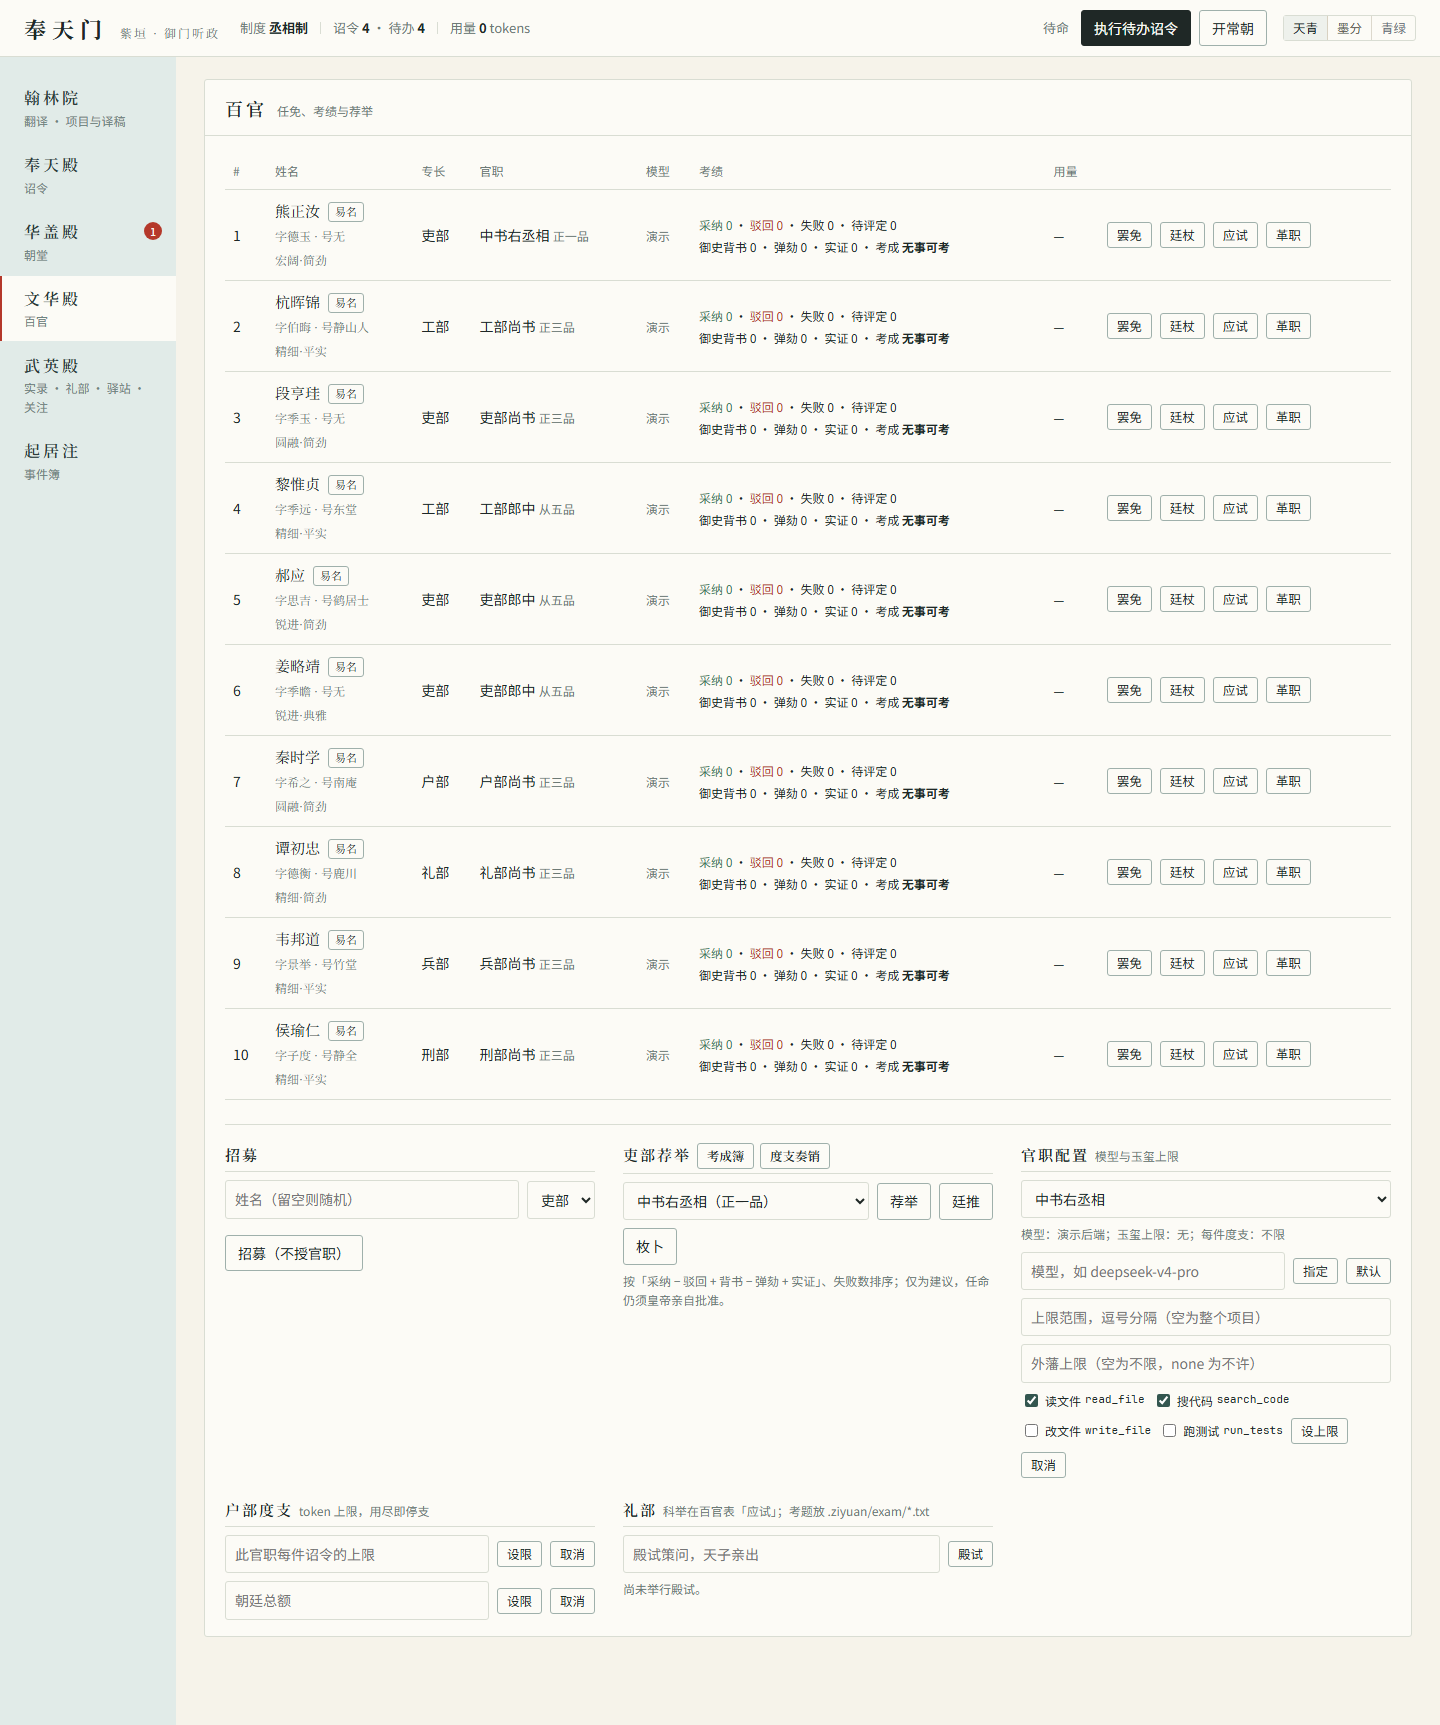 奉天门 紫垣 · 御门听政 制度 丞相制 诏令 4 · 待办 4 用量 0 tokens 待命 执行待办诏令 开常朝 天青 墨分 青绿
翰林院
翻译 · 项目与译稿
奉天殿
诏令
华盖殿 1
朝堂
文华殿
百官
武英殿
实录 · 礼部 · 驿站 ·
关注
起居注
事件簿
百官 任免、考绩与荐举
# 姓名 专长 官职 模型 考绩 用量
熊正汝 易名
字德玉 · 号无
宏阔·简劲
1 吏部 中书右丞相 正一品 演示
采纳 0 · 驳回 0 · 失败 0 · 待评定 0
御史背书 0 · 弹劾 0 · 实证 0 · 考成 无事可考
— 罢免 廷杖 应试 革职
杭晖锦 易名
字伯晦 · 号静山人
精细·平实
2 工部 工部尚书 正三品 演示
采纳 0 · 驳回 0 · 失败 0 · 待评定 0
御史背书 0 · 弹劾 0 · 实证 0 · 考成 无事可考
— 罢免 廷杖 应试 革职
段亨珪 易名
字季玉 · 号无
圆融·简劲
3 吏部 吏部尚书 正三品 演示
采纳 0 · 驳回 0 · 失败 0 · 待评定 0
御史背书 0 · 弹劾 0 · 实证 0 · 考成 无事可考
— 罢免 廷杖 应试 革职
黎惟贞 易名
字季远 · 号东堂
精细·平实
4 工部 工部郎中 从五品 演示
采纳 0 · 驳回 0 · 失败 0 · 待评定 0
御史背书 0 · 弹劾 0 · 实证 0 · 考成 无事可考
— 罢免 廷杖 应试 革职
郝应 易名
字思吉 · 号鹤居士
锐进·简劲
5 吏部 吏部郎中 从五品 演示
采纳 0 · 驳回 0 · 失败 0 · 待评定 0
御史背书 0 · 弹劾 0 · 实证 0 · 考成 无事可考
— 罢免 廷杖 应试 革职
姜略靖 易名
字季瞻 · 号无
锐进·典雅
6 吏部 吏部郎中 从五品 演示
采纳 0 · 驳回 0 · 失败 0 · 待评定 0
御史背书 0 · 弹劾 0 · 实证 0 · 考成 无事可考
— 罢免 廷杖 应试 革职
秦时学 易名
字希之 · 号南庵
圆融·简劲
7 户部 户部尚书 正三品 演示
采纳 0 · 驳回 0 · 失败 0 · 待评定 0
御史背书 0 · 弹劾 0 · 实证 0 · 考成 无事可考
— 罢免 廷杖 应试 革职
谭初忠 易名
字德衡 · 号鹿川
精细·简劲
8 礼部 礼部尚书 正三品 演示
采纳 0 · 驳回 0 · 失败 0 · 待评定 0
御史背书 0 · 弹劾 0 · 实证 0 · 考成 无事可考
— 罢免 廷杖 应试 革职
韦邦道 易名
字景举 · 号竹堂
精细·平实
9 兵部 兵部尚书 正三品 演示
采纳 0 · 驳回 0 · 失败 0 · 待评定 0
御史背书 0 · 弹劾 0 · 实证 0 · 考成 无事可考
— 罢免 廷杖 应试 革职
侯瑜仁 易名
字子度 · 号静全
精细·平实
10 刑部 刑部尚书 正三品 演示
采纳 0 · 驳回 0 · 失败 0 · 待评定 0
御史背书 0 · 弹劾 0 · 实证 0 · 考成 无事可考
— 罢免 廷杖 应试 革职
招募
姓名（留空则随机） 吏部
招募（不授官职）
吏部荐举 考成簿 度支奏销
中书右丞相（正一品） 荐举 廷推
枚卜
按「采纳 − 驳回 + 背书 − 弹劾 + 实证」、失败数排序；仅为建议，任命
仍须皇帝亲自批准。
官职配置 模型与玉玺上限
中书右丞相
模型：演示后端；玉玺上限：无；每件度支：不限
模型，如 deepseek-v4-pro 指定 默认
上限范围，逗号分隔（空为整个项目）
外藩上限（空为不限，none 为不许）
读文件 read_file 搜代码 search_code
改文件 write_file 跑测试 run_tests 设上限
取消
户部度支 token 上限，用尽即停支
此官职每件诏令的上限 设限 取消
朝廷总额 设限 取消
礼部 科举在百官表「应试」；考题放 .ziyuan/exam/*.txt
殿试策问，天子亲出 殿试
尚未举行殿试。